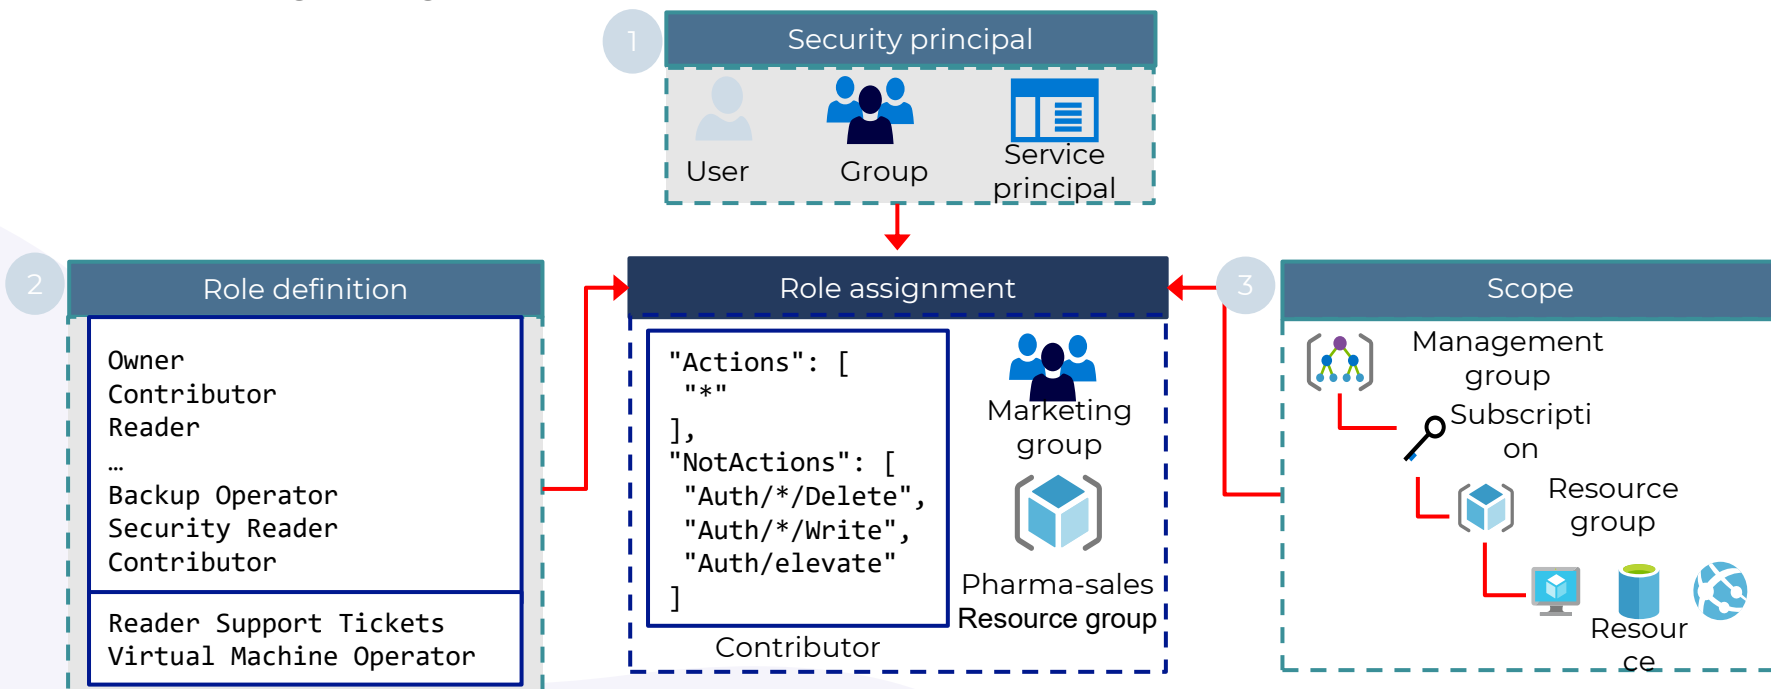 1
Security principal
User
Group
Service
principal
2
Role definition
Owner
Contributor
Reader
…
Backup Operator
Security Reader
Contributor
Reader Support Tickets
Virtual Machine Operator
Role assignment
"Actions": [
"*"
],
"NotActions": [
"Auth/*/Delete",
"Auth/*/Write",
"Auth/elevate"
]
Contributor
Marketing
group
Pharma-sales
Resource group
3
Scope
Management
group
Subscripti
on
Resource
group
Resour
ce